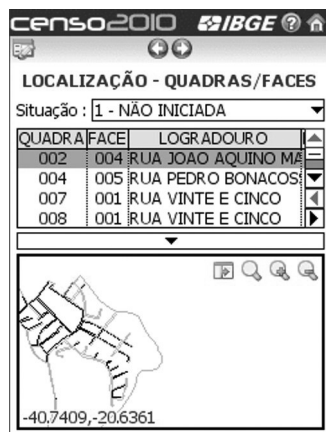 censo2010 IBGE
LOCALIZAÇÃO - QUADRAS/FACES
Situação : 1 - NÃO INICIADA
QUADRA FACE LOGRADOURO
002 004 RUA JOAO AQUINO MA
004 005 RUA PEDRO BONACOS
007 001 RUA VINTE E CINCO
008 001 RUA VINTE E CINCO
-40.7409,-20.6361